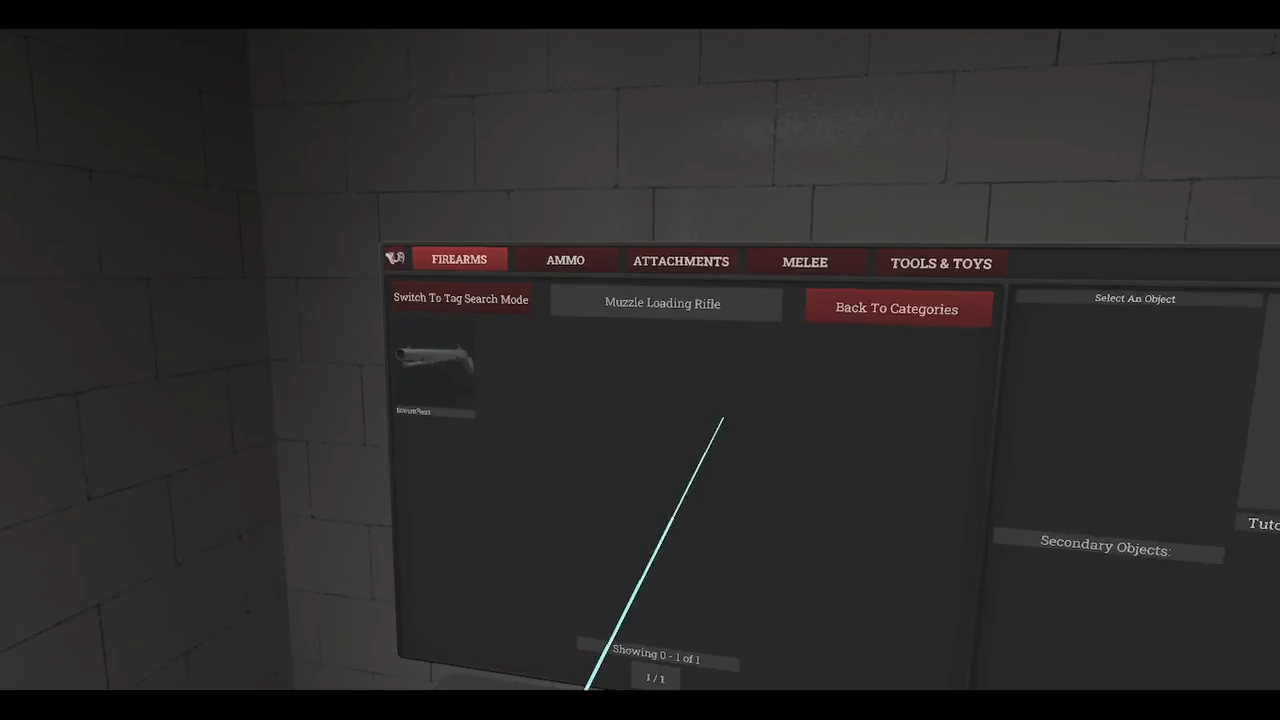 FIREARMS
AMMO
ATTACHMENTS
MELEE
TOOLS & TOYS
Switch To Tag Search Mode
Muzzle Loading Rifle
Back To Categories
Select An Object
Secondary Objects:
Showing 0 - 1 of 1
1 / 1